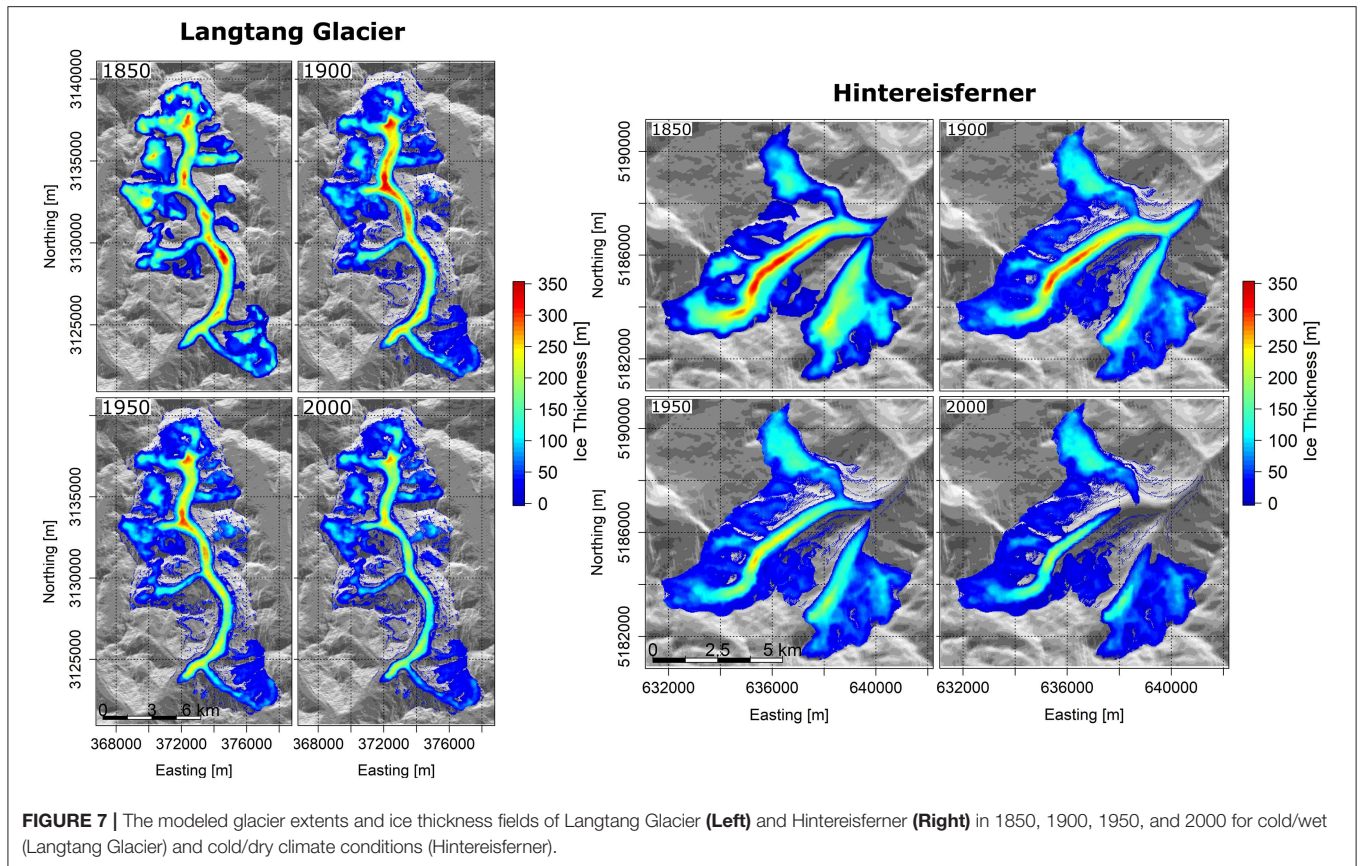 Langtang Glacier
1850
1900
3140000
3135000
3130000
3125000
Northing [m]
1950
2000
3140000
3135000
3130000
3125000
Northing [m]
0 3 6 km
368000 372000 376000 368000 372000 376000
Easting [m] Easting [m]
350
300
250
200
150
100
50
0
Ice Thickness [m]
Hintereisferner
1850
1900
5190000
5186000
5182000
Northing [m]
1950
2000
5190000
5186000
5182000
Northing [m]
0 2.5 5 km
632000 636000 640000 632000 636000 640000
Easting [m] Easting [m]
350
300
250
200
150
100
50
0
Ice Thickness [m]
FIGURE 7 | The modeled glacier extents and ice thickness fields of Langtang Glacier (Left) and Hintereisferner (Right) in 1850, 1900, 1950, and 2000 for cold/wet
(Langtang Glacier) and cold/dry climate conditions (Hintereisferner).